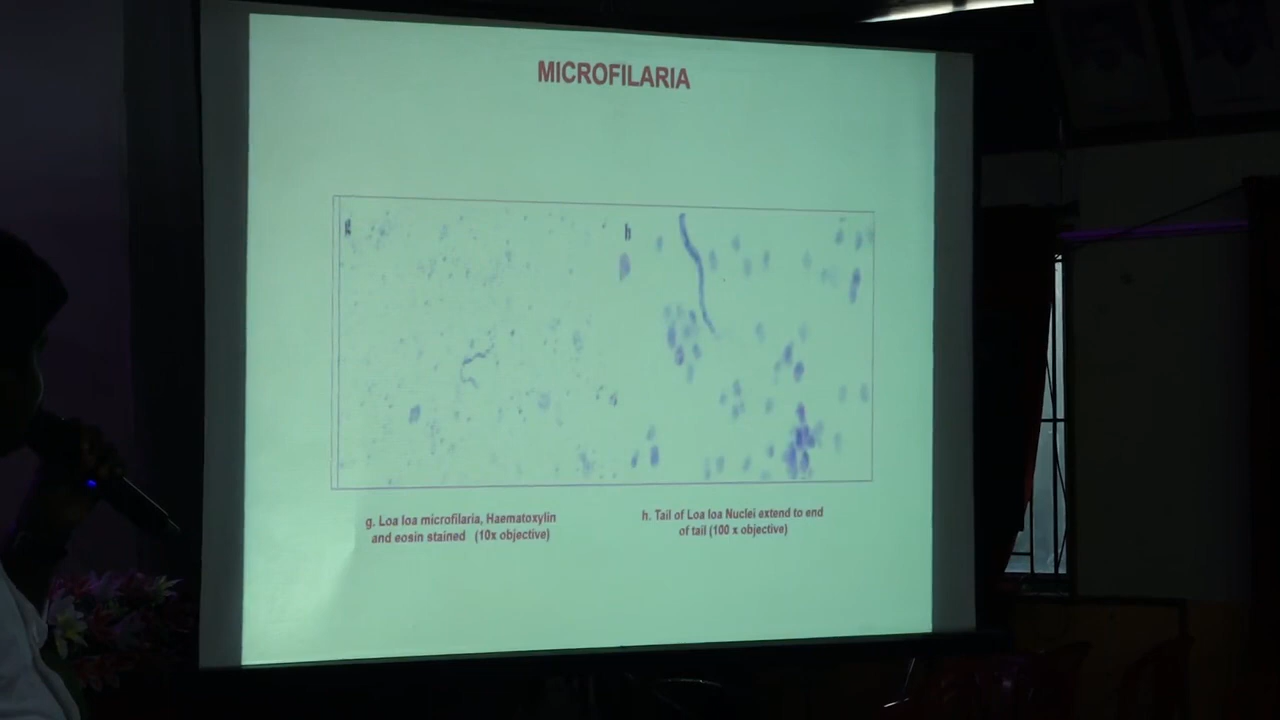 MICROFILARIA
g
h
g. Loa loa microfilaria, Haematoxylin
and eosin stained (10x objective)
h. Tail of Loa loa Nuclei extend to end
of tail (100 x objective)